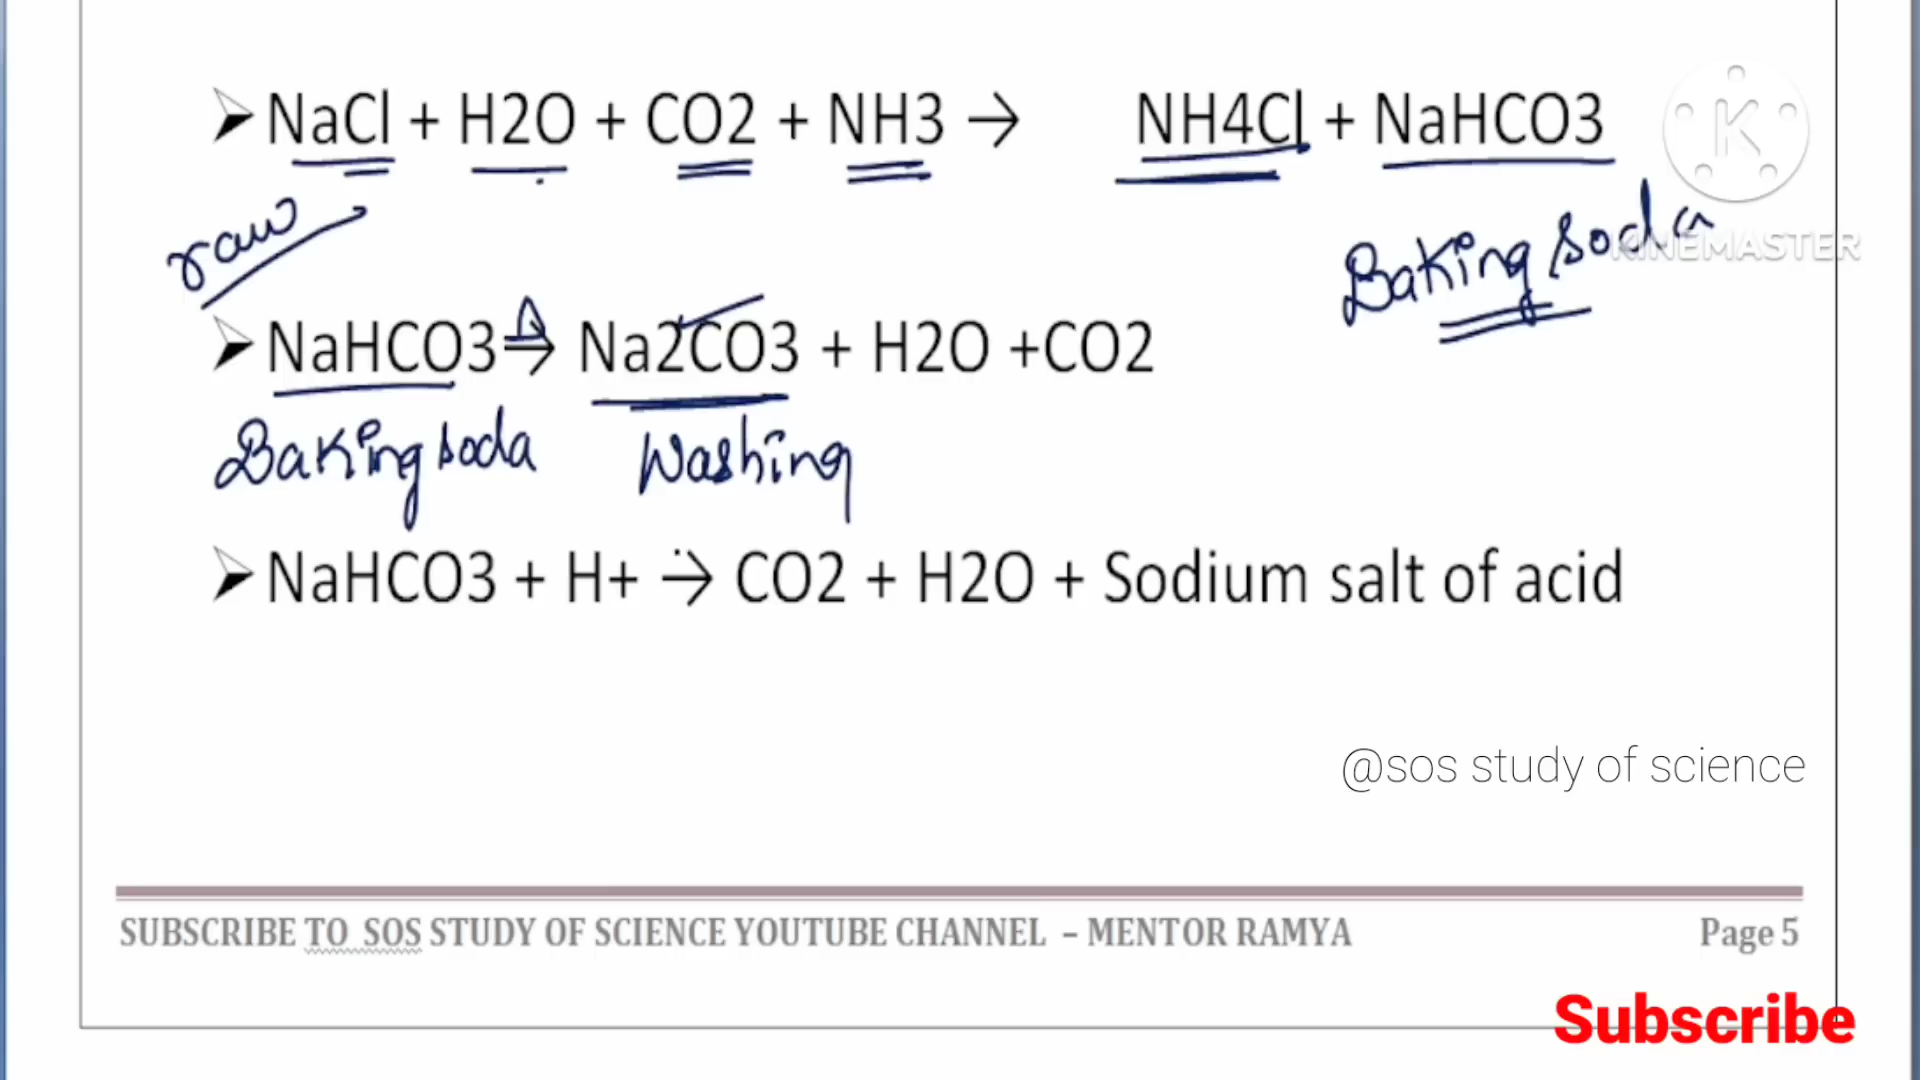 ➢ NaCl + H2O + CO2 + NH3 → NH4Cl + NaHCO3
raw
Baking soda
KINEMASTER
➢ NaHCO3 → Na2CO3 + H2O +CO2
Δ
Baking soda Washing
➢ NaHCO3 + H+ → CO2 + H2O + Sodium salt of acid
@sos study of science
SUBSCRIBE TO SOS STUDY OF SCIENCE YOUTUBE CHANNEL – MENTOR RAMYA Page 5
Subscribe